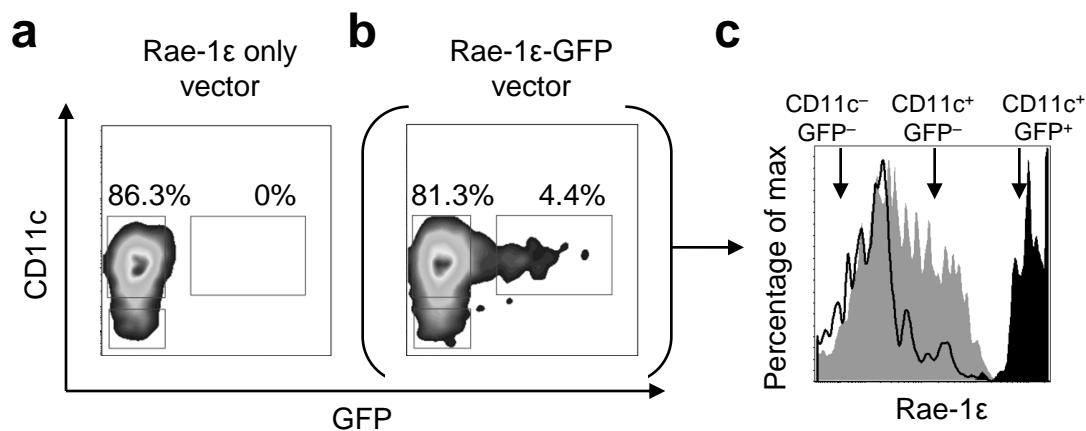 a
Rae-1ε only
vector
86.3%
0%
b
Rae-1ε-GFP
vector
81.3%
4.4%
CD11c
GFP
c
CD11c⁻
GFP⁻
CD11c⁺
GFP⁻
CD11c⁺
GFP⁺
Percentage of max
Rae-1ε